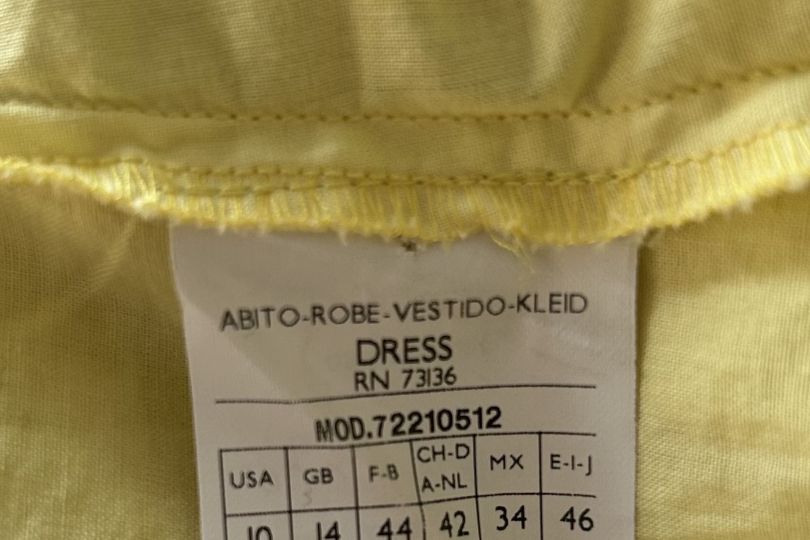 ABITO-ROBE-VESTIDO-KLEID
DRESS
RN 73136
MOD.72210512
USA GB F-B CH-D A-NL MX E-I-J
10 14 44 42 34 46